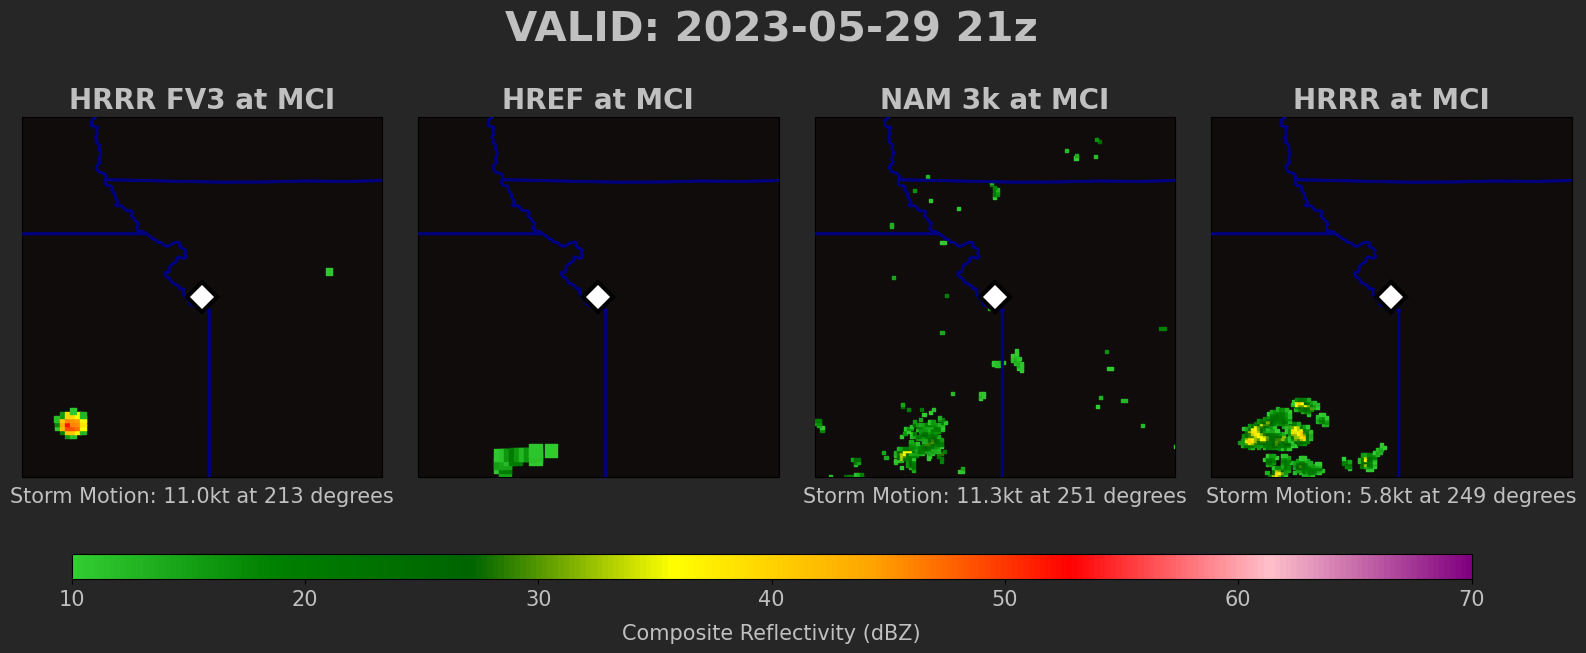 VALID: 2023-05-29 21z
HRRR FV3 at MCI
HREF at MCI
NAM 3k at MCI
HRRR at MCI
Storm Motion: 11.0kt at 213 degrees
Storm Motion: 11.3kt at 251 degrees
Storm Motion: 5.8kt at 249 degrees
10 20 30 40 50 60 70
Composite Reflectivity (dBZ)